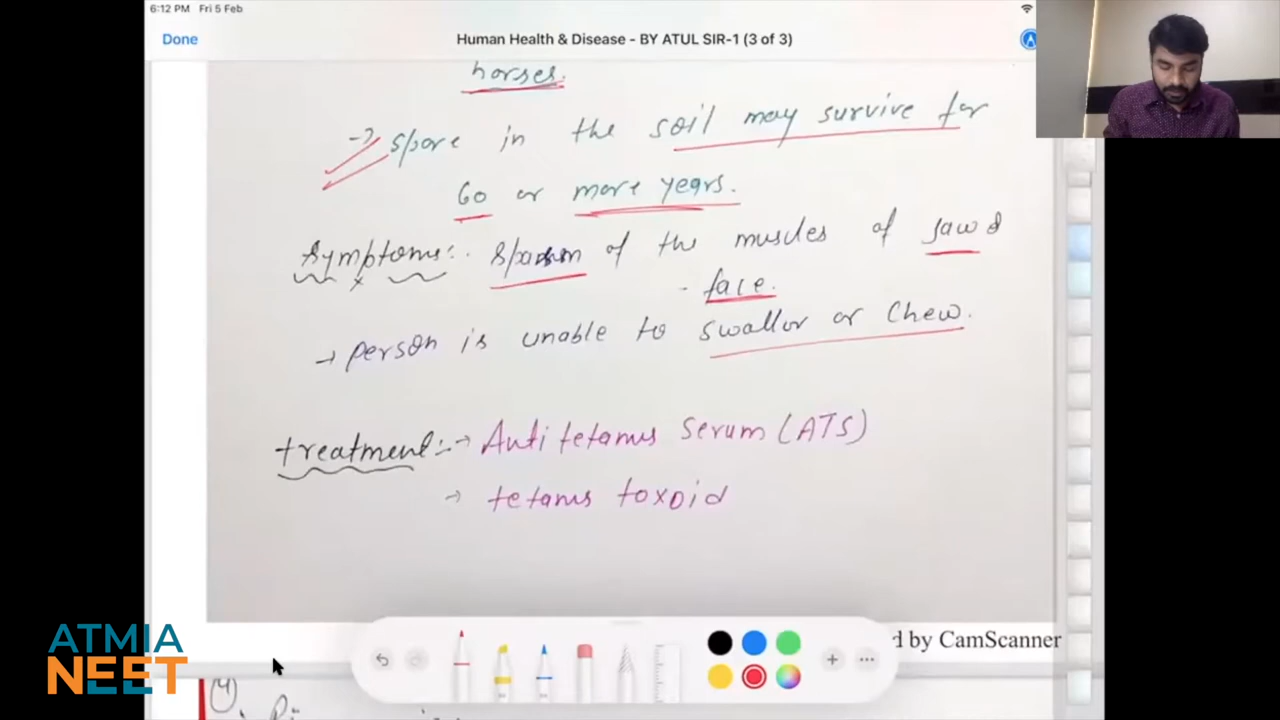 6:12 PM Fri 5 Feb
Done
Human Health & Disease - BY ATUL SIR-1 (3 of 3)
horses.
→ spore in the soil may survive for
60 or more years.
Symptoms:- spasm of the muscles of jaw &
face.
→ person is unable to swallor or chew.
treatment:- → Anti tetanus serum (ATS)
→ tetanus toxoid
d by CamScanner
ATMIA
NEET